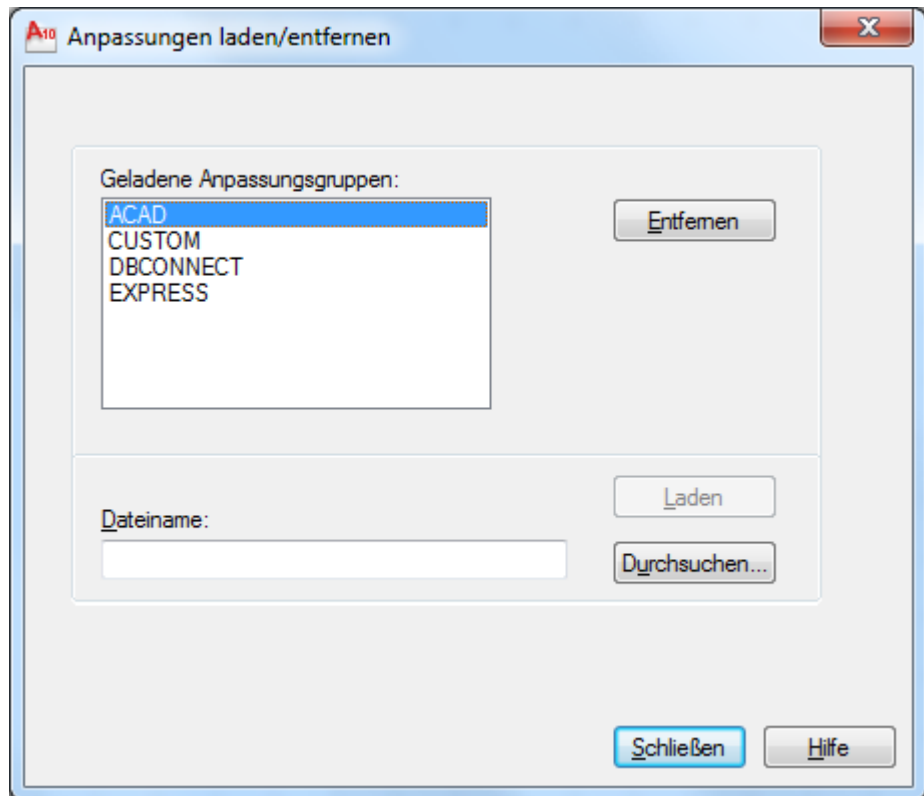 A10 Anpassungen laden/entfernen
Geladene Anpassungsgruppen:
ACAD
Entfernen
CUSTOM
DBCONNECT
EXPRESS
Laden
Dateiname:
Durchsuchen...
Schließen Hilfe